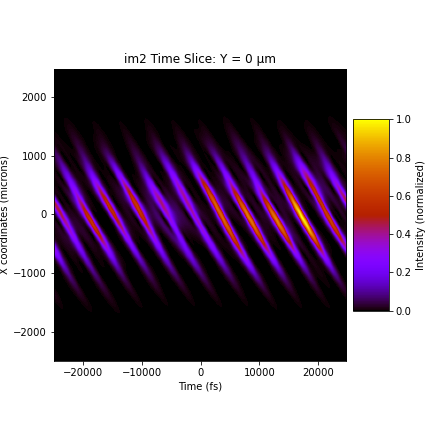 im2 Time Slice: Y = 0 μm
X coordinates (microns)
2000
1000
0
−1000
−2000
−20000 −10000 0 10000 20000
Time (fs)
1.0
0.8
0.6
0.4
0.2
0.0
Intensity (normalized)